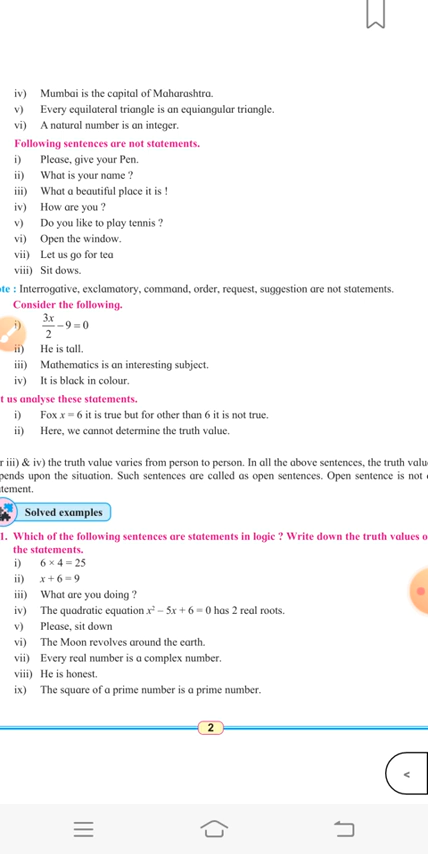 iv) Mumbai is the capital of Maharashtra.
v) Every equilateral triangle is an equiangular triangle.
vi) A natural number is an integer.
Following sentences are not statements.
i) Please, give your Pen.
ii) What is your name ?
iii) What a beautiful place it is !
iv) How are you ?
v) Do you like to play tennis ?
vi) Open the window.
vii) Let us go for tea
viii) Sit dows.
te : Interrogative, exclamatory, command, order, request, suggestion are not statements.
Consider the following.
i) 3x/2 − 9 = 0
ii) He is tall.
iii) Mathematics is an interesting subject.
iv) It is black in colour.
t us analyse these statements.
i) Fox x = 6 it is true but for other than 6 it is not true.
ii) Here, we cannot determine the truth value.
r iii) & iv) the truth value varies from person to person. In all the above sentences, the truth valu
pends upon the situation. Such sentences are called as open sentences. Open sentence is not
tement.
Solved examples
1. Which of the following sentences are statements in logic ? Write down the truth values o
the statements.
i) 6 × 4 = 25
ii) x + 6 = 9
iii) What are you doing ?
iv) The quadratic equation x² – 5x + 6 = 0 has 2 real roots.
v) Please, sit down
vi) The Moon revolves around the earth.
vii) Every real number is a complex number.
viii) He is honest.
ix) The square of a prime number is a prime number.
2
<